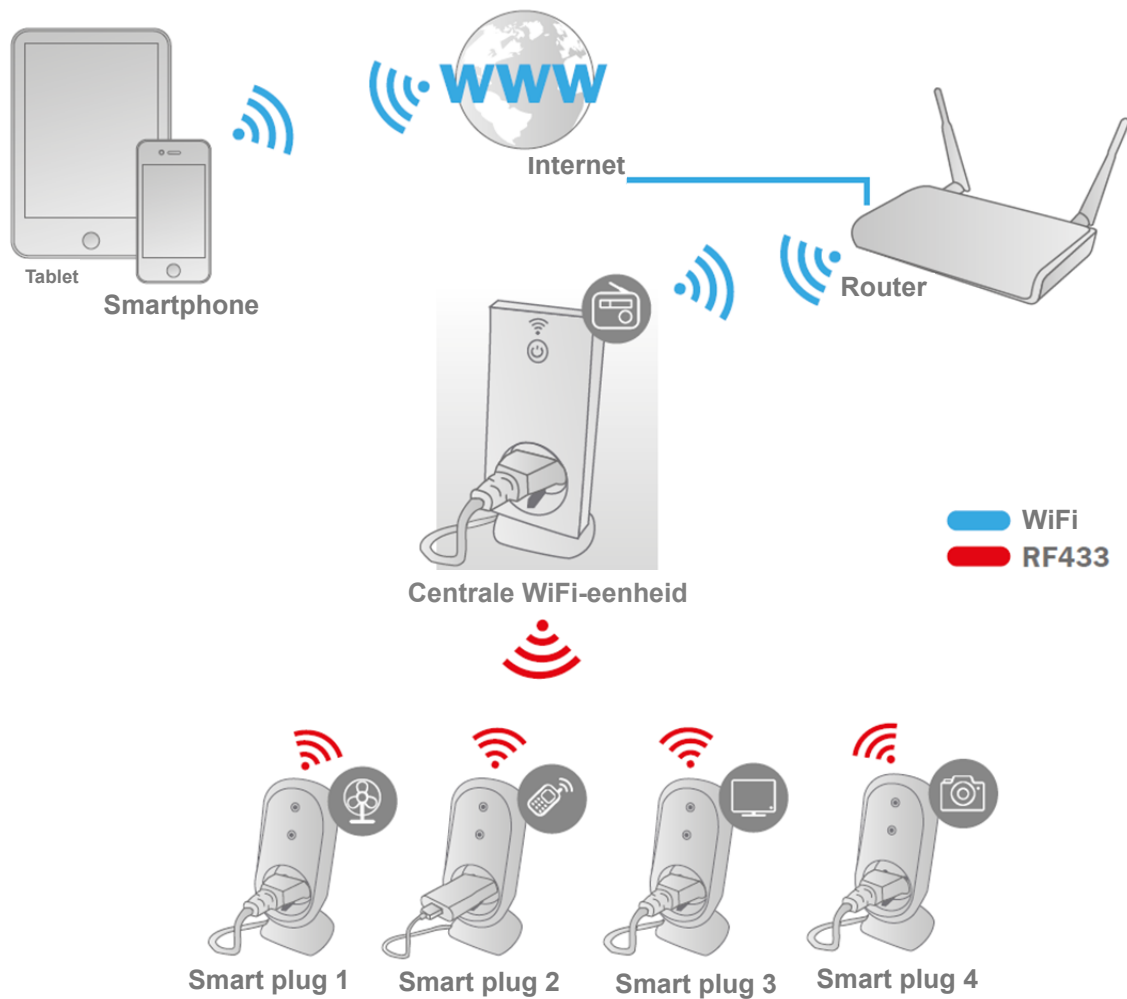 WWW
Internet
Tablet
Smartphone
Router
WiFi
RF433
Centrale WiFi-eenheid
Smart plug 1
Smart plug 2
Smart plug 3
Smart plug 4